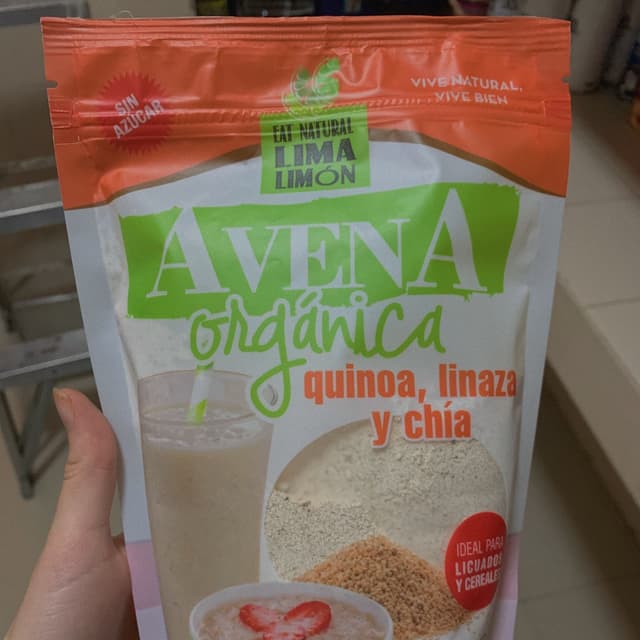 SIN
AZÚCAR
EAT NATURAL
LIMA
LIMÓN
VIVE NATURAL,
VIVE BIEN
AVENA
orgánica
quinoa, linaza
y chía
IDEAL PARA
LICUADOS
Y CEREALES